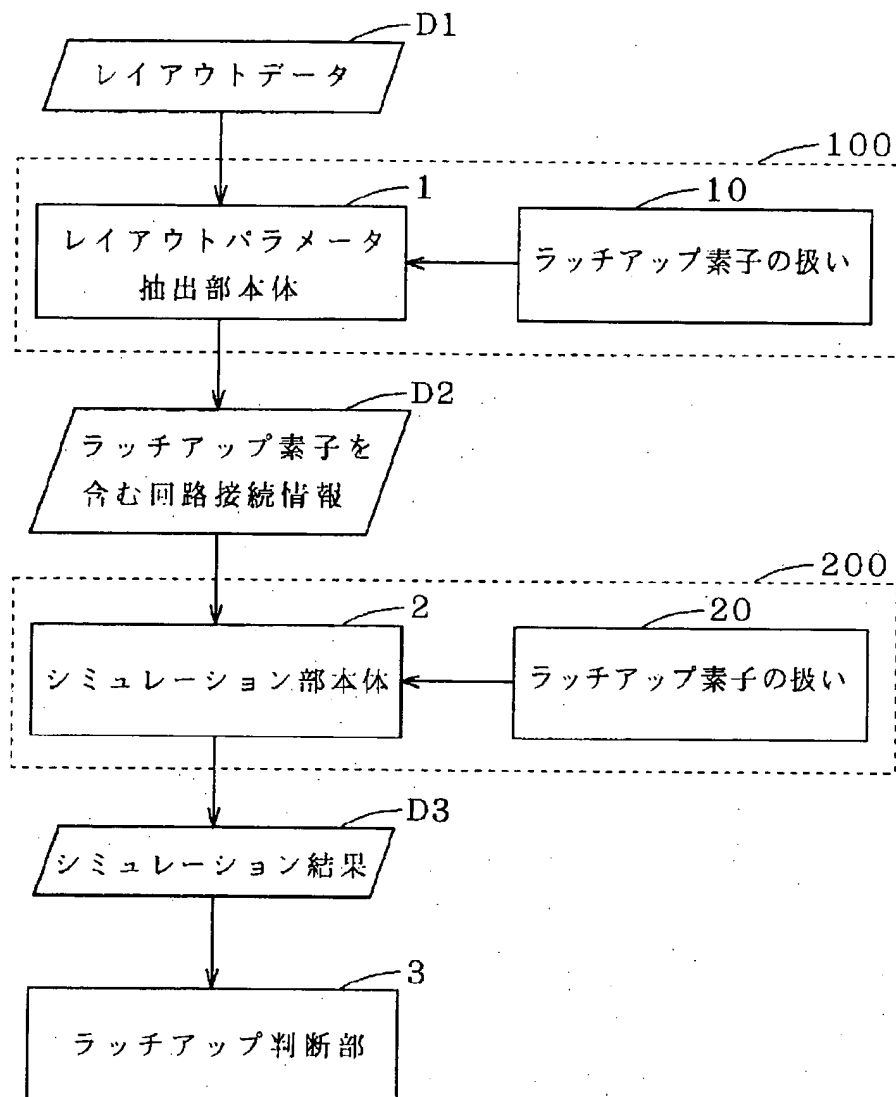 D1
レイアウトデータ
100
1
10
レイアウトパラメータ
抽出部本体
ラッチアップ素子の扱い
D2
ラッチアップ素子を
含む回路接続情報
200
2
20
シミュレーション部本体
ラッチアップ素子の扱い
D3
シミュレーション結果
3
ラッチアップ判断部